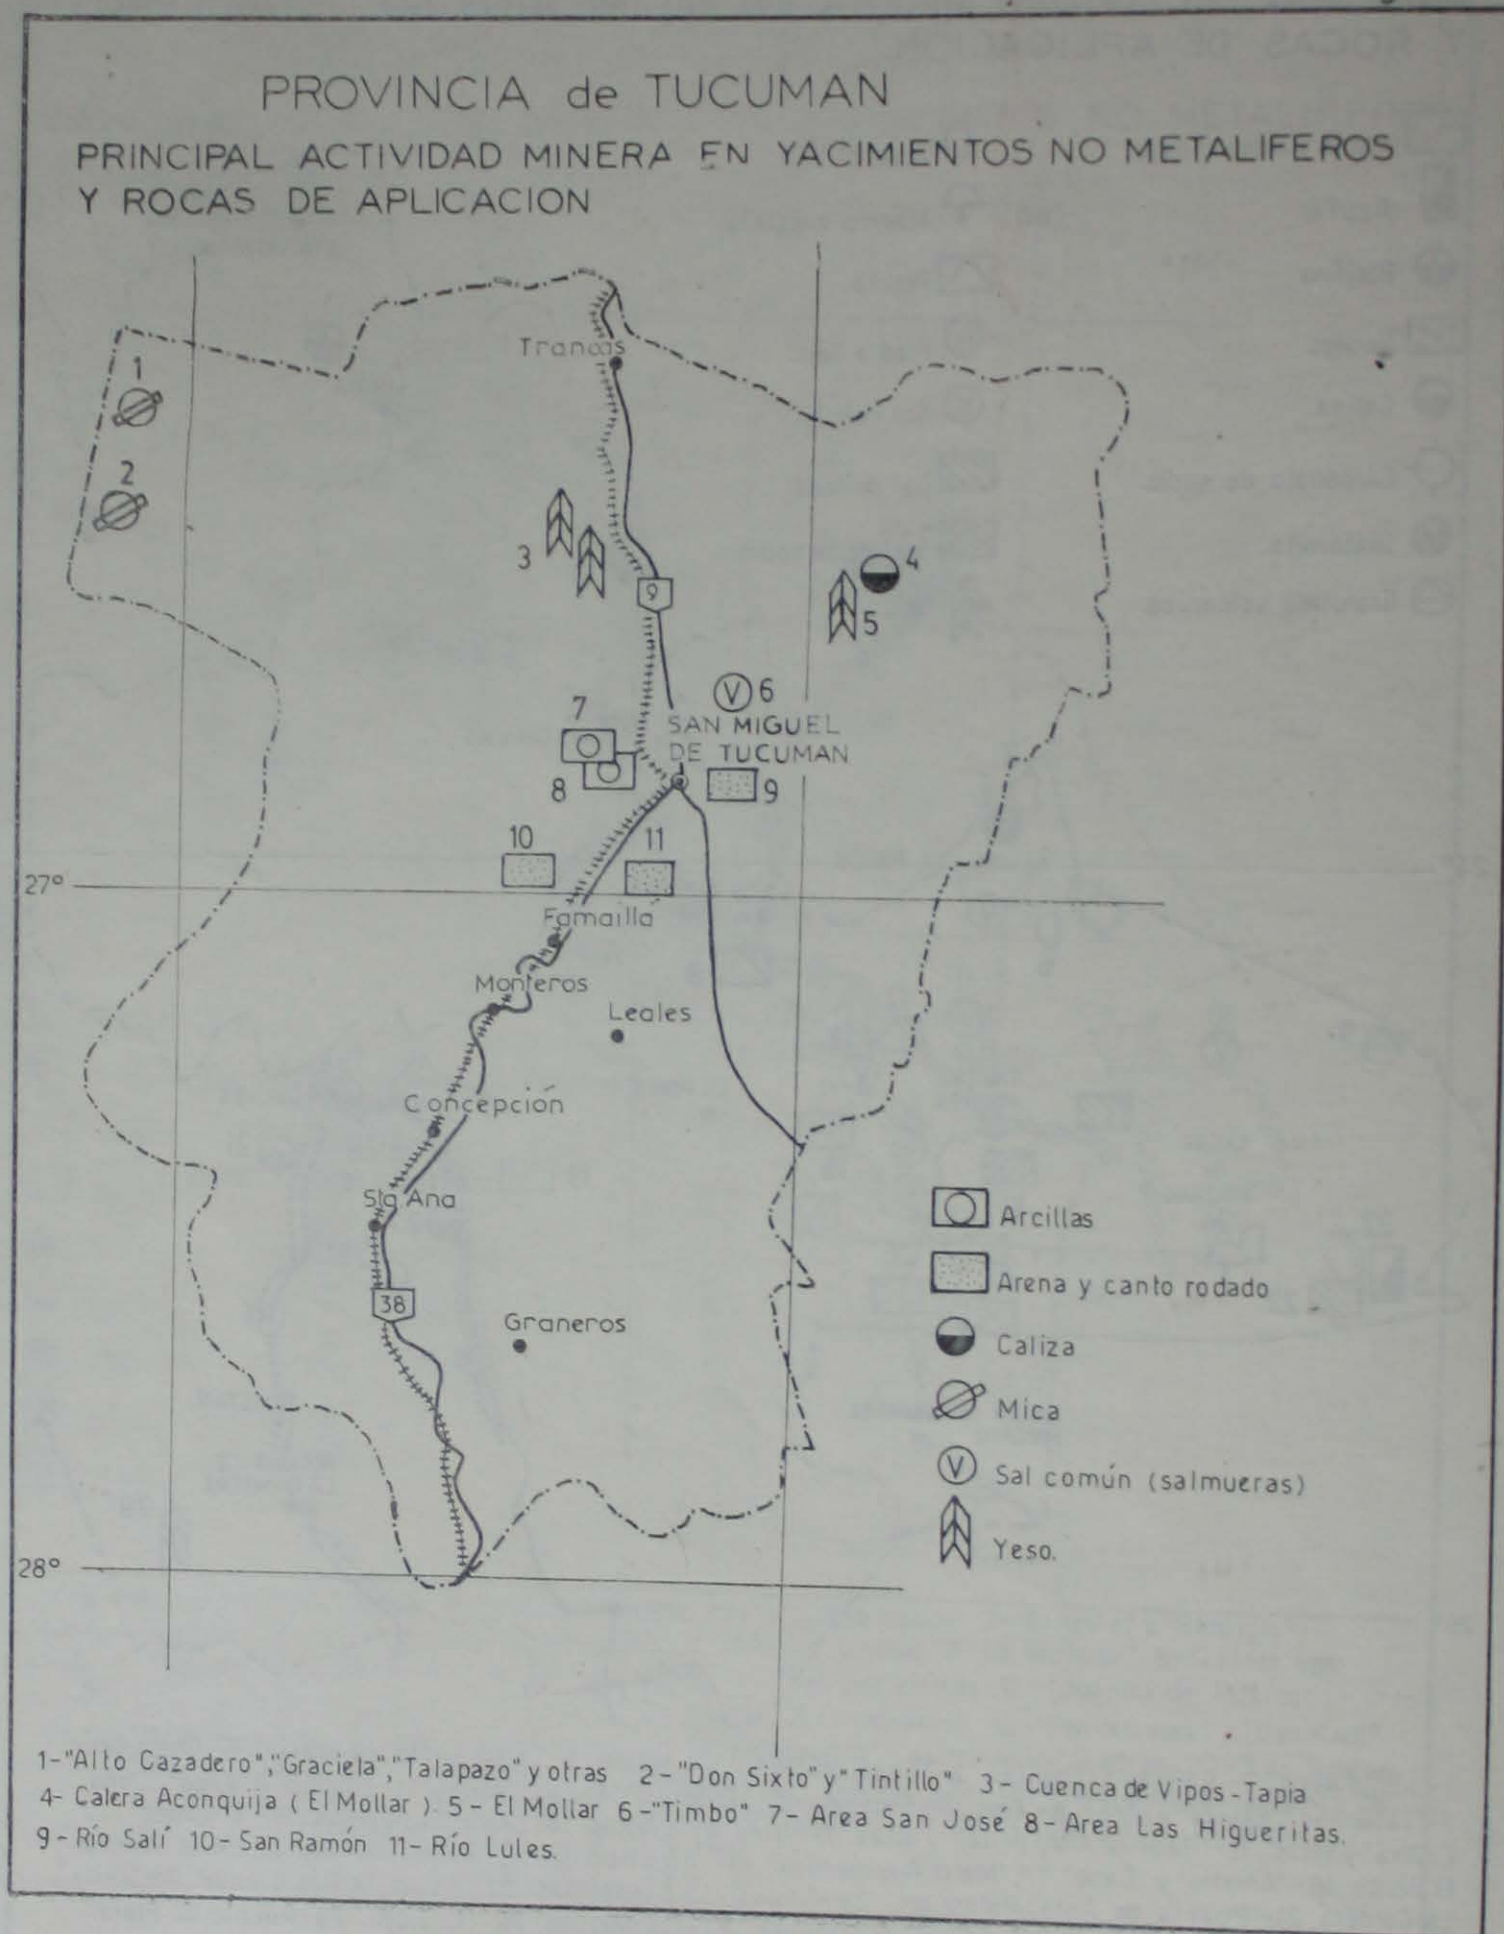 PROVINCIA de TUCUMAN
PRINCIPAL ACTIVIDAD MINERA EN YACIMIENTOS NO METALIFEROS
Y ROCAS DE APLICACION
Trancas
1
2
3
9
4
5
6
SAN MIGUEL
DE TUCUMAN
7
8
9
10
11
27°
Famaillá
Monteros
Leales
Concepción
Sta Ana
38
Graneros
Arcillas
Arena y canto rodado
Caliza
Mica
V Sal común (salmueras)
Yeso.
V
28°
1-"Alto Cazadero","Graciela","Talapazo" y otras 2-"Don Sixto" y "Tintillo" 3- Cuenca de Vipos-Tapia
4- Calera Aconquija ( El Mollar ). 5- El Mollar 6-"Timbo" 7- Area San José 8- Area Las Higueritas.
9- Río Salí 10- San Ramón 11- Río Lules.